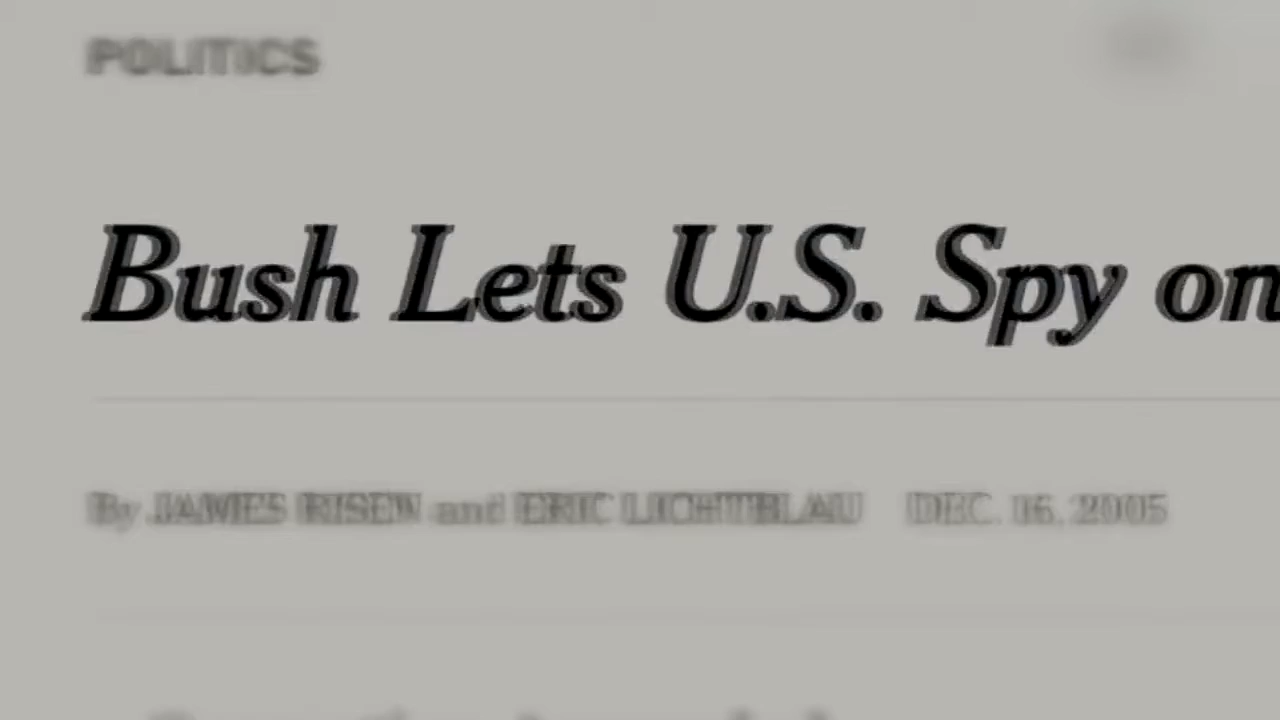 POLITICS
Bush Lets U.S. Spy on
By JAMES RISEN and ERIC LICHTBLAU DEC. 16, 2005